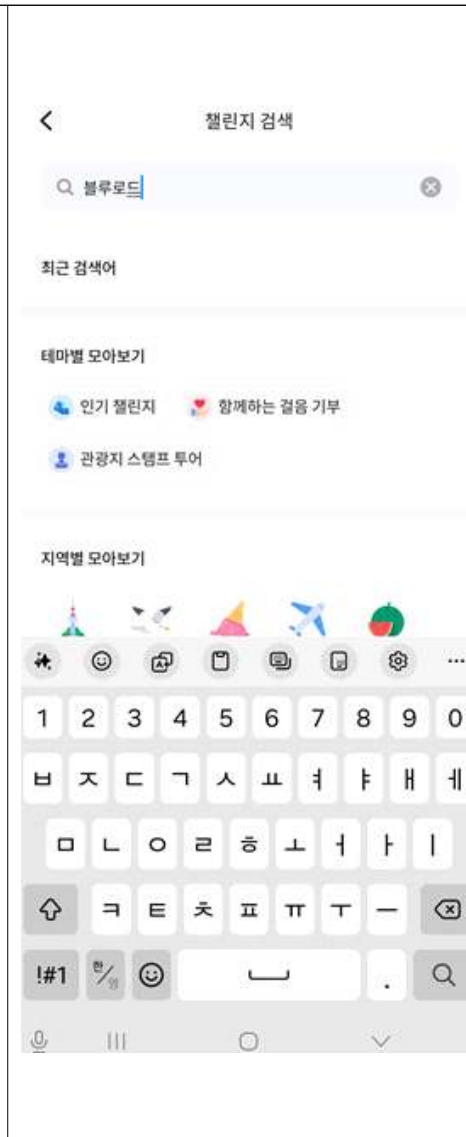 챌린지 검색
블루로드
최근 검색어
테마별 모아보기
인기 챌린지 함께하는 걸음 기부
관광지 스탬프 투어
지역별 모아보기
1 2 3 4 5 6 7 8 9 0
ㅂ ㅈ ㄷ ㄱ ㅅ ㅛ ㅕ ㅑ ㅐ ㅔ
ㅁ ㄴ ㅇ ㄹ ㅎ ㅗ ㅓ ㅏ ㅣ
ㅋ ㅌ ㅊ ㅍ ㅠ ㅜ ㅡ
!#1 한/영 .